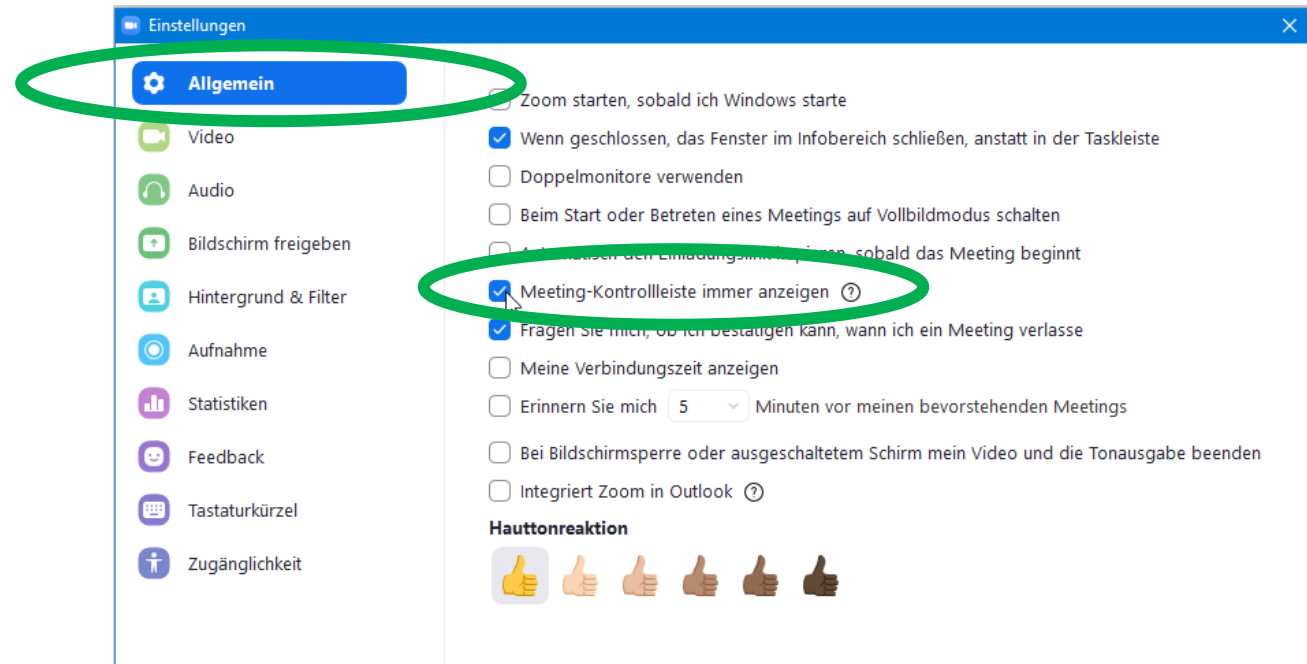 Einstellungen
Allgemein
Video
Audio
Bildschirm freigeben
Hintergrund & Filter
Aufnahme
Statistiken
Feedback
Tastaturkürzel
Zugänglichkeit
Zoom starten, sobald ich Windows starte
Wenn geschlossen, das Fenster im Infobereich schließen, anstatt in der Taskleiste
Doppelmonitore verwenden
Beim Start oder Betreten eines Meetings auf Vollbildmodus schalten
Automatisch den Einladungslink kopieren, sobald das Meeting beginnt
Meeting-Kontrollleiste immer anzeigen
Fragen Sie mich, ob ich bestätigen kann, wann ich ein Meeting verlasse
Meine Verbindungszeit anzeigen
Erinnern Sie mich 5 Minuten vor meinen bevorstehenden Meetings
Bei Bildschirmsperre oder ausgeschaltetem Schirm mein Video und die Tonausgabe beenden
Integriert Zoom in Outlook
Hauttonreaktion